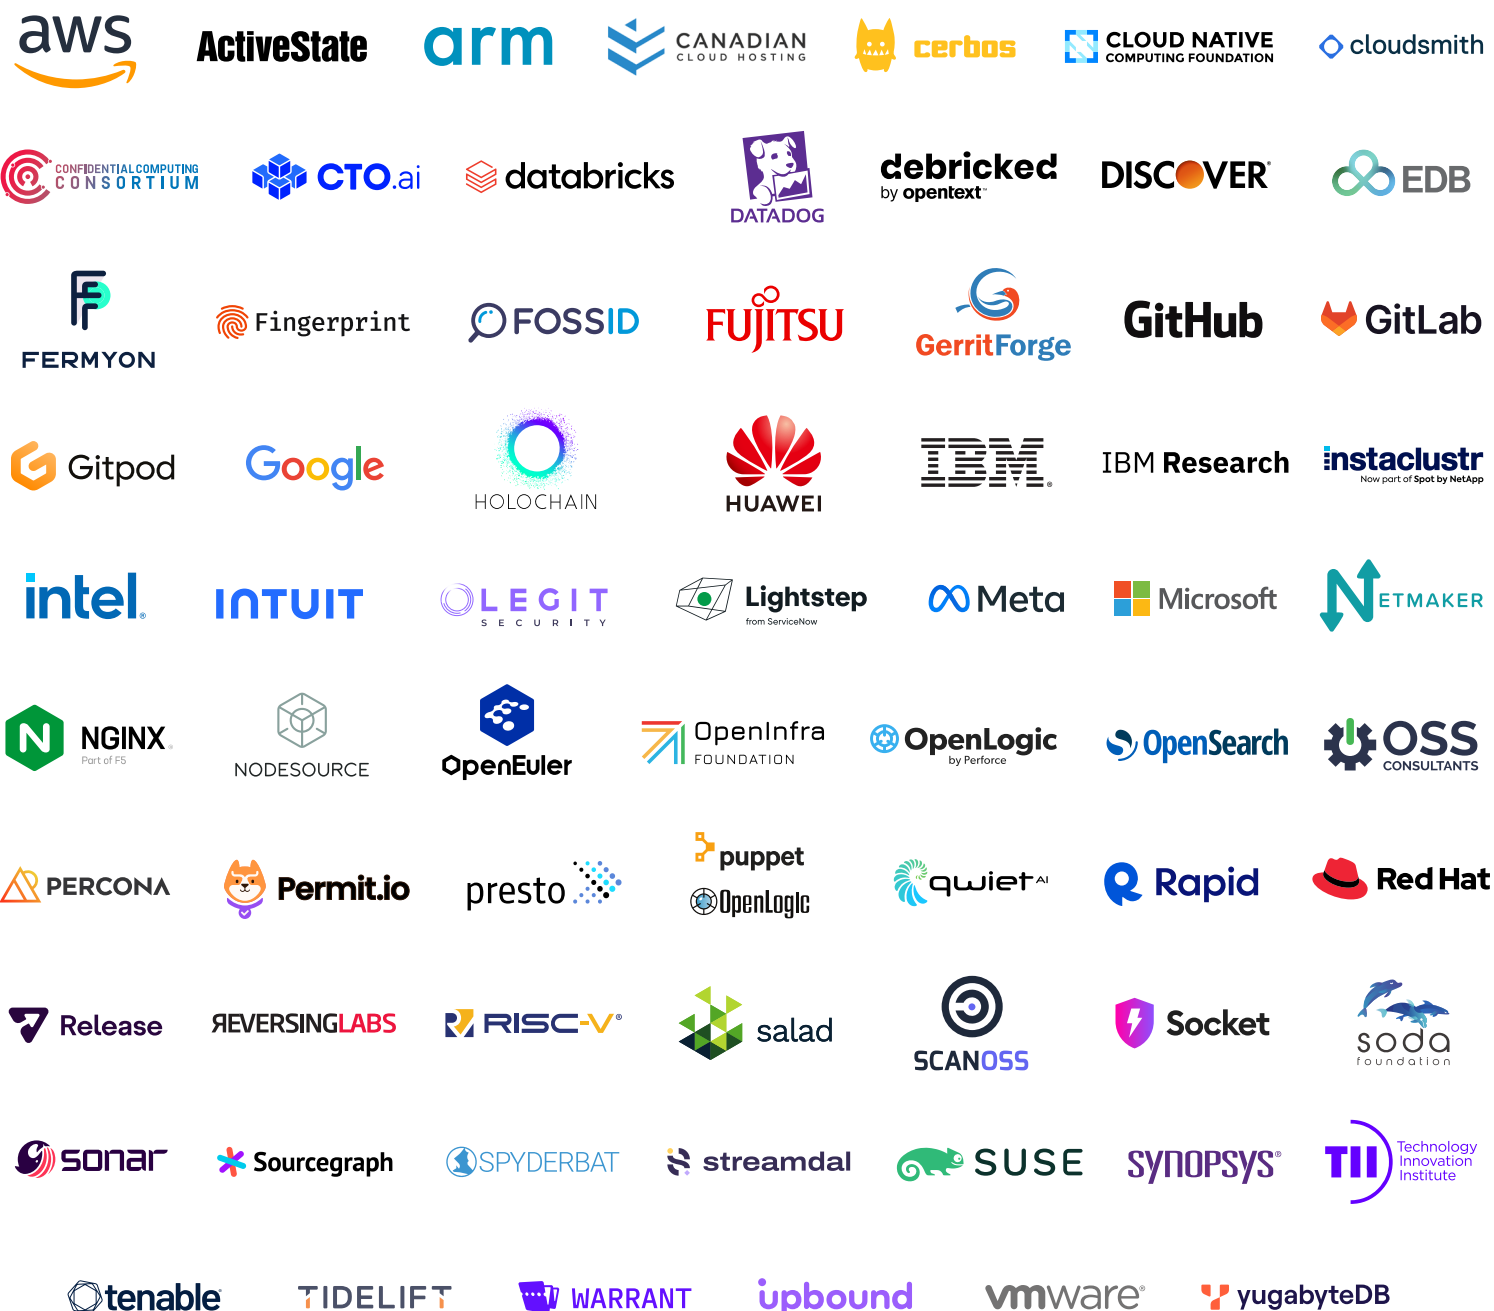 aws
ActiveState
arm
CANADIAN
CLOUD HOSTING
cerbos
CLOUD NATIVE
COMPUTING FOUNDATION
cloudsmith
CONFIDENTIAL COMPUTING
CONSORTIUM
CTO.ai
databricks
DATADOG
debricked
by opentext™
DISCOVER®
EDB
FERMYON
Fingerprint
FOSSID
FUJITSU
GerritForge
GitHub
GitLab
Gitpod
Google
HOLOCHAIN
HUAWEI
IBM®
IBM Research
instaclustr
Now part of Spot by NetApp
intel®
INTUIT
LEGIT
SECURITY
Lightstep
from ServiceNow
Meta
Microsoft
NETMAKER
NGINX
Part of F5
NODESOURCE
OpenEuler
OpenInfra
FOUNDATION
OpenLogic
by Perforce
OpenSearch
OSS
CONSULTANTS
PERCONA
Permit.io
presto
puppet
OpenLogic
qwiet AI
Rapid
Red Hat
Release
REVERSINGLABS
RISC-V®
salad
SCANOSS
Socket
soda
foundation
sonar
Sourcegraph
SPYDERBAT
streamdal
SUSE
SYNOPSYS®
TII
Technology
Innovation
Institute
tenable
TIDELIFT
WARRANT
upbound
vmware®
yugabyteDB